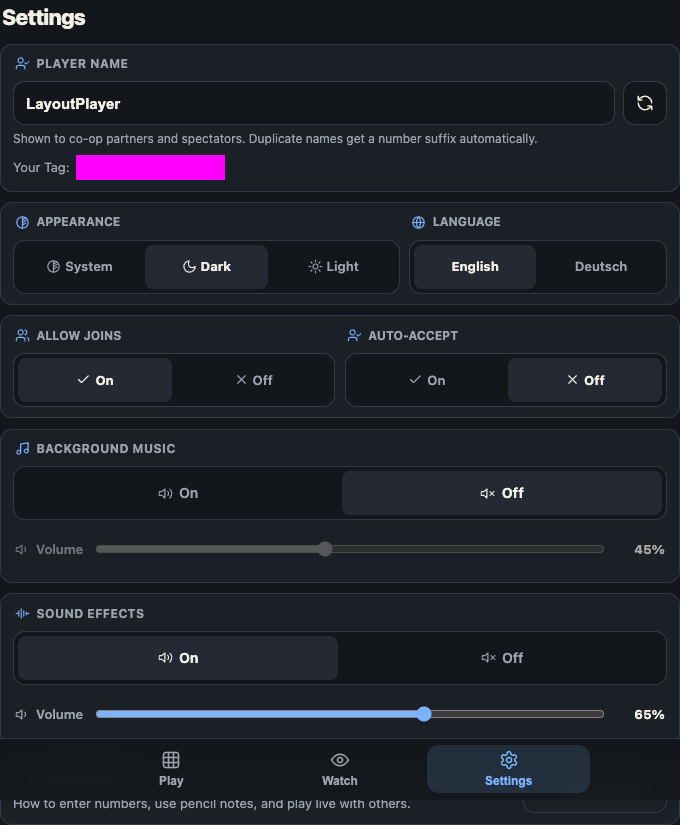 Settings
PLAYER NAME
LayoutPlayer
Shown to co-op partners and spectators. Duplicate names get a number suffix automatically.
Your Tag:
APPEARANCE
LANGUAGE
System Dark Light
English Deutsch
ALLOW JOINS
AUTO-ACCEPT
On Off
On Off
BACKGROUND MUSIC
On Off
Volume 45%
SOUND EFFECTS
On Off
Volume 65%
Play Watch Settings
How to enter numbers, use pencil notes, and play live with others.